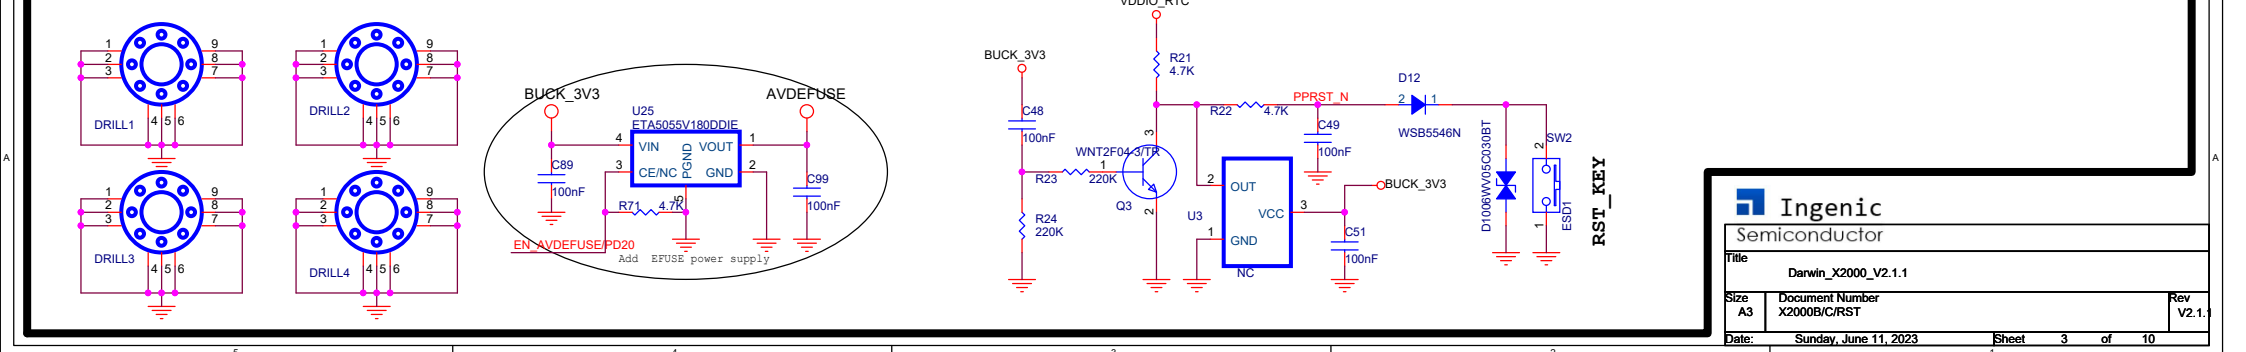 VDDIO_RTC
1
2
3
9
8
7
4 5 6
DRILL1
1
2
3
9
8
7
4 5 6
DRILL2
1
2
3
9
8
7
4 5 6
DRILL3
1
2
3
9
8
7
4 5 6
DRILL4
BUCK_3V3
AVDEFUSE
U25
ETA5055V180DDIE
4
VIN
VOUT
1
3
CE/NC
PGND
GND
2
5
C89
100nF
C99
100nF
R71
4.7K
EN_AVDEFUSE/PD20
Add EFUSE power supply
BUCK_3V3
C48
100nF
R21
4.7K
WNT2F04-3/TR
3
1
2
R23
220K
Q3
R24
220K
R22
4.7K
PPRST_N
C49
100nF
D12
2
1
WSB5546N
U3
2
OUT
VCC
3
1
GND
NC
BUCK_3V3
C51
100nF
D1006WV05C030BT
SW2
2
1
ESD1
RST_KEY
A
A
Ingenic
Semiconductor
Title
Darwin_X2000_V2.1.1
Size
A3
Document Number
X2000B/C/RST
Rev
V2.1.1
Date:
Sunday, June 11, 2023
Sheet 3 of 10